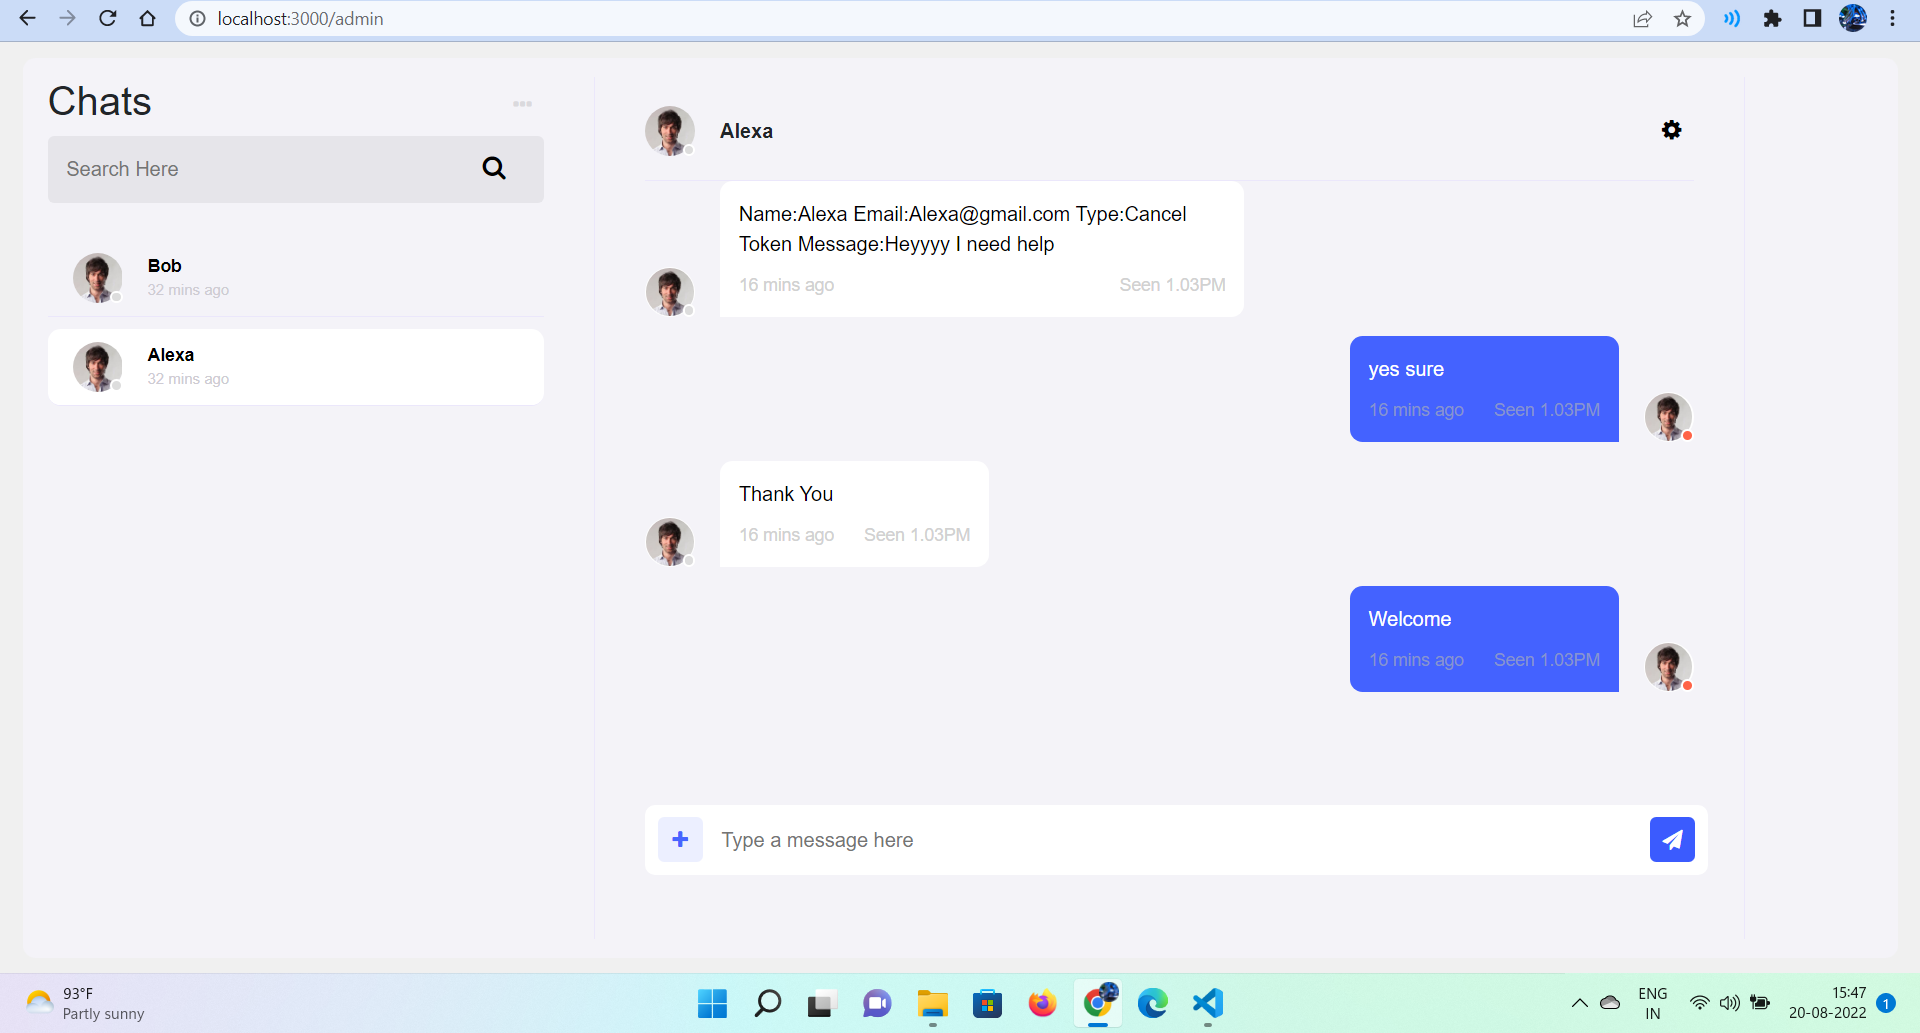 localhost:3000/admin
Chats
Search Here
Bob
32 mins ago
Alexa
32 mins ago
Alexa
Name:Alexa Email:Alexa@gmail.com Type:Cancel
Token Message:Heyyyy I need help
16 mins ago Seen 1.03PM
yes sure
16 mins ago Seen 1.03PM
Thank You
16 mins ago Seen 1.03PM
Welcome
16 mins ago Seen 1.03PM
Type a message here
93°F
Partly sunny
ENG
IN
15:47
20-08-2022
1